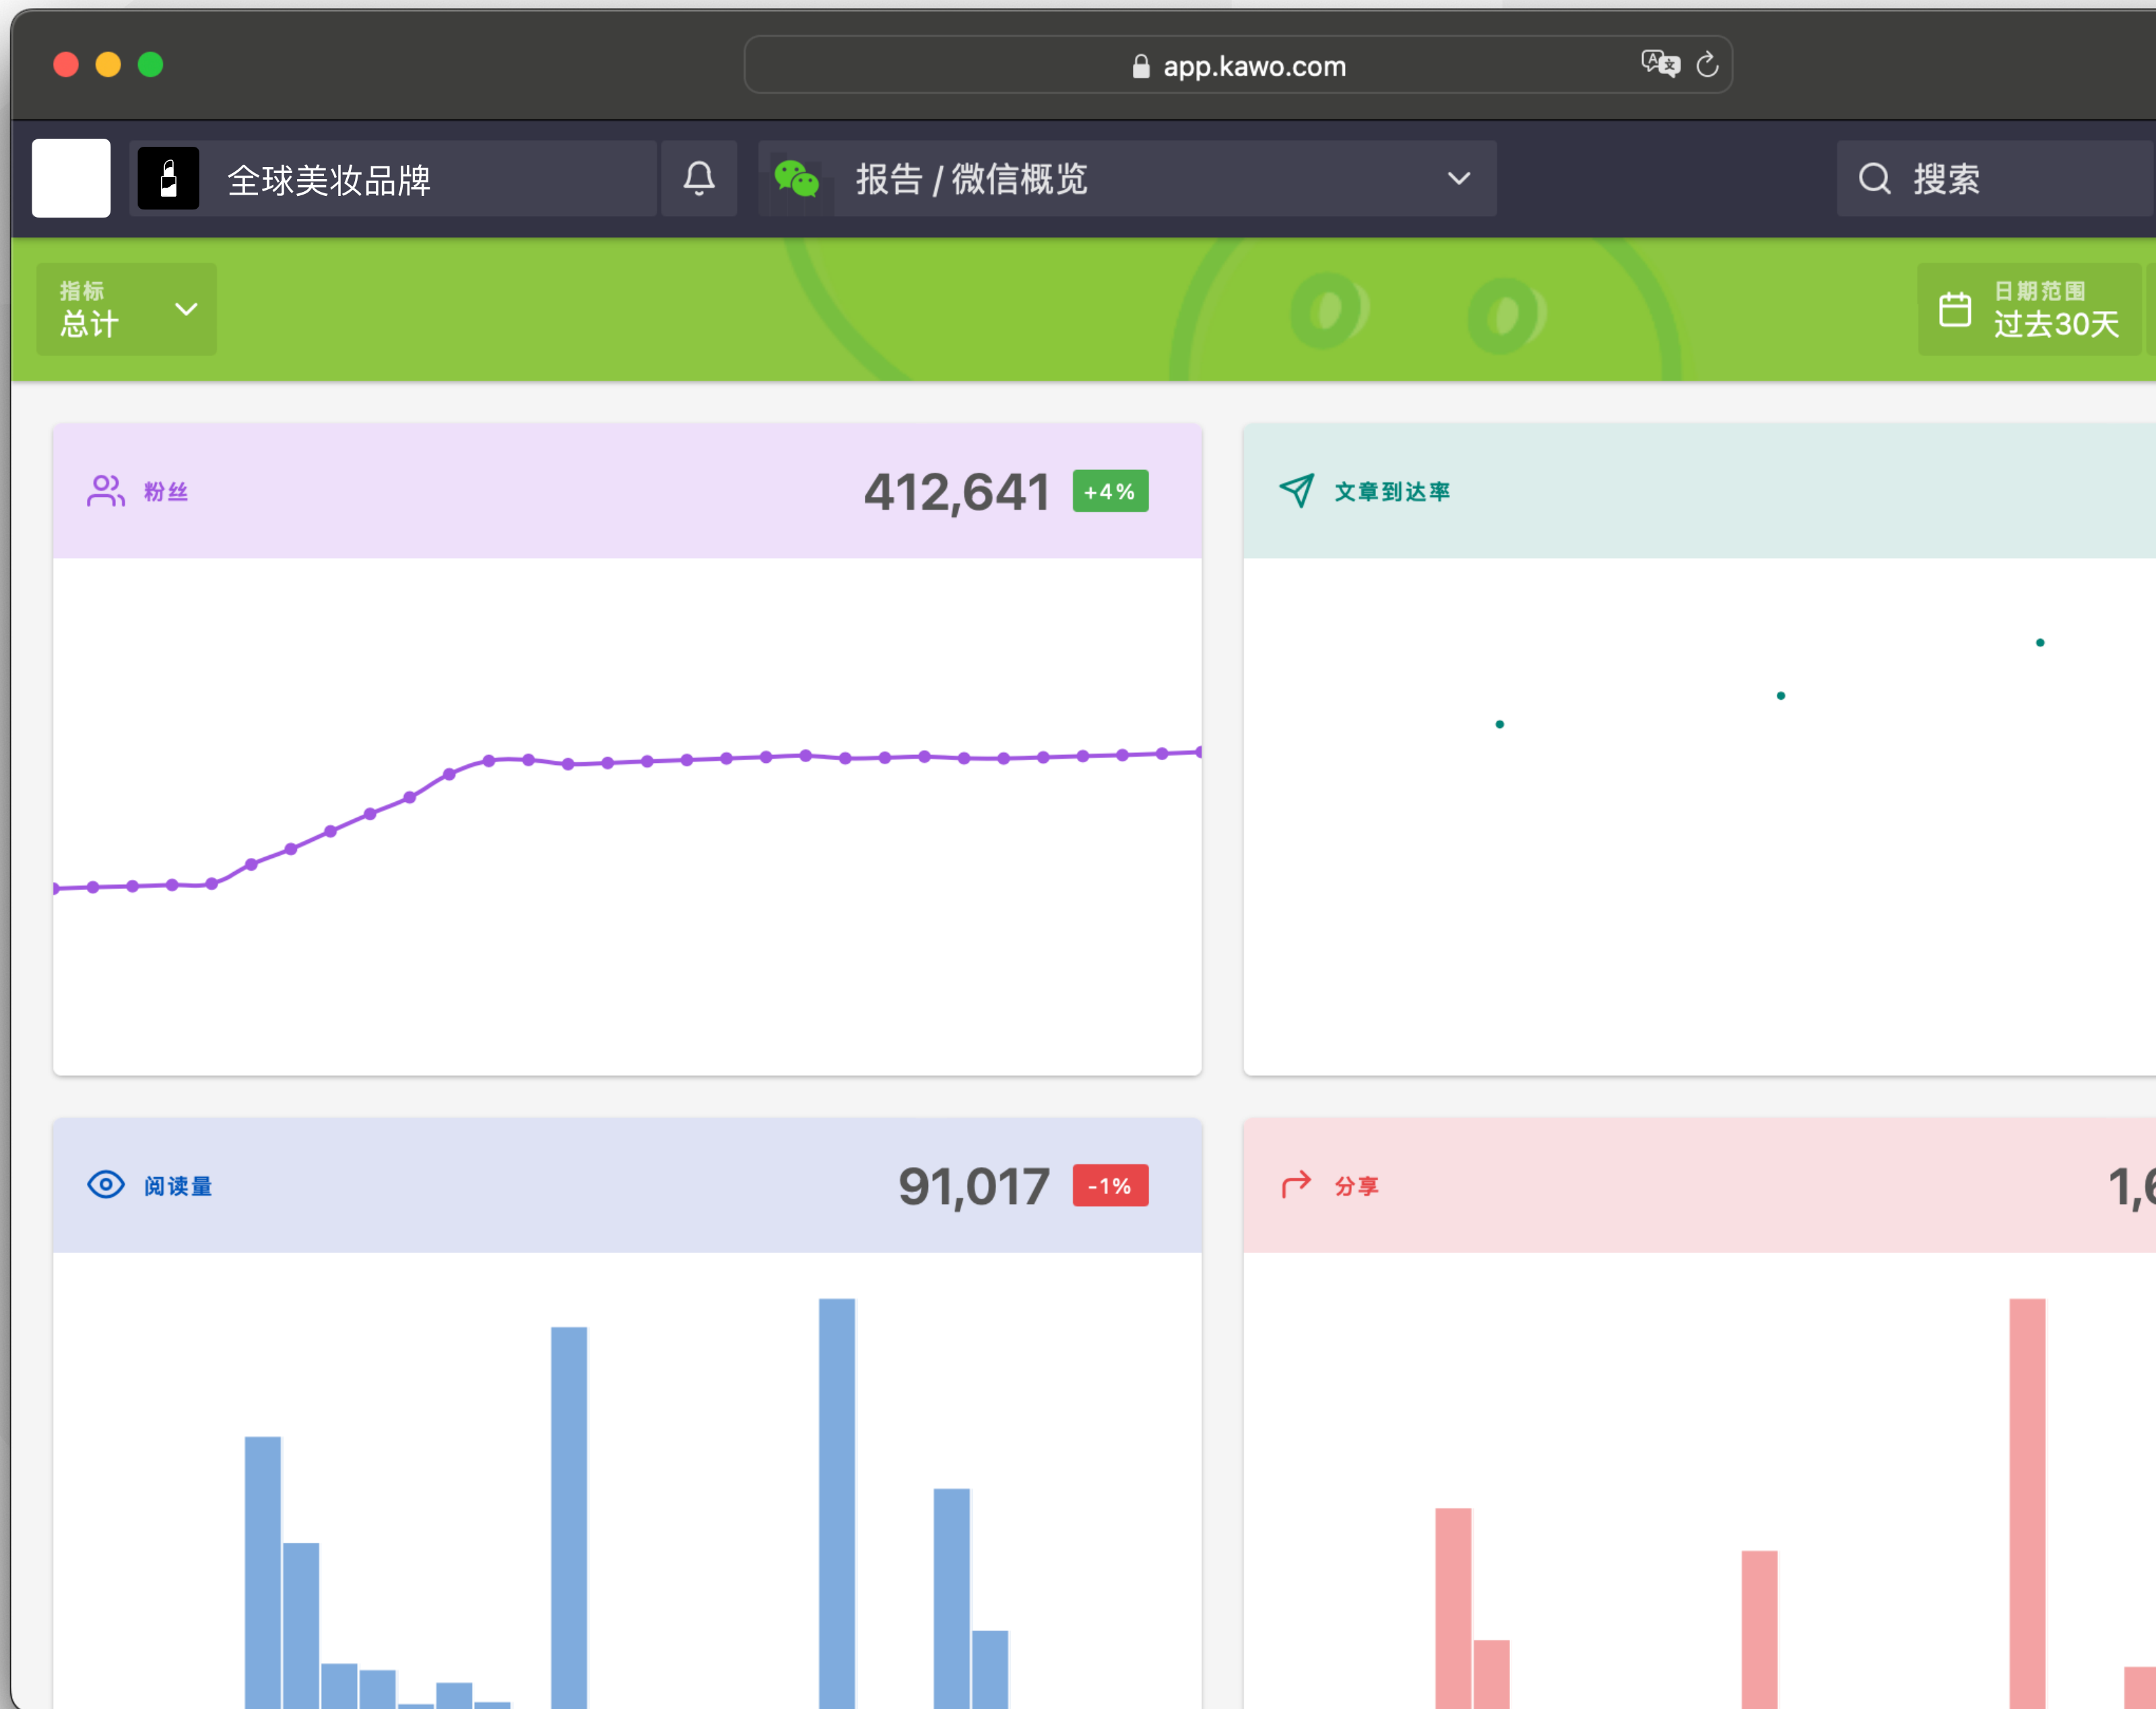 app.kawo.com
全球美妆品牌
报告 / 微信概览
搜索
指标
总计
日期范围
过去30天
粉丝
412,641
+4%
文章到达率
阅读量
91,017
-1%
分享
1,6